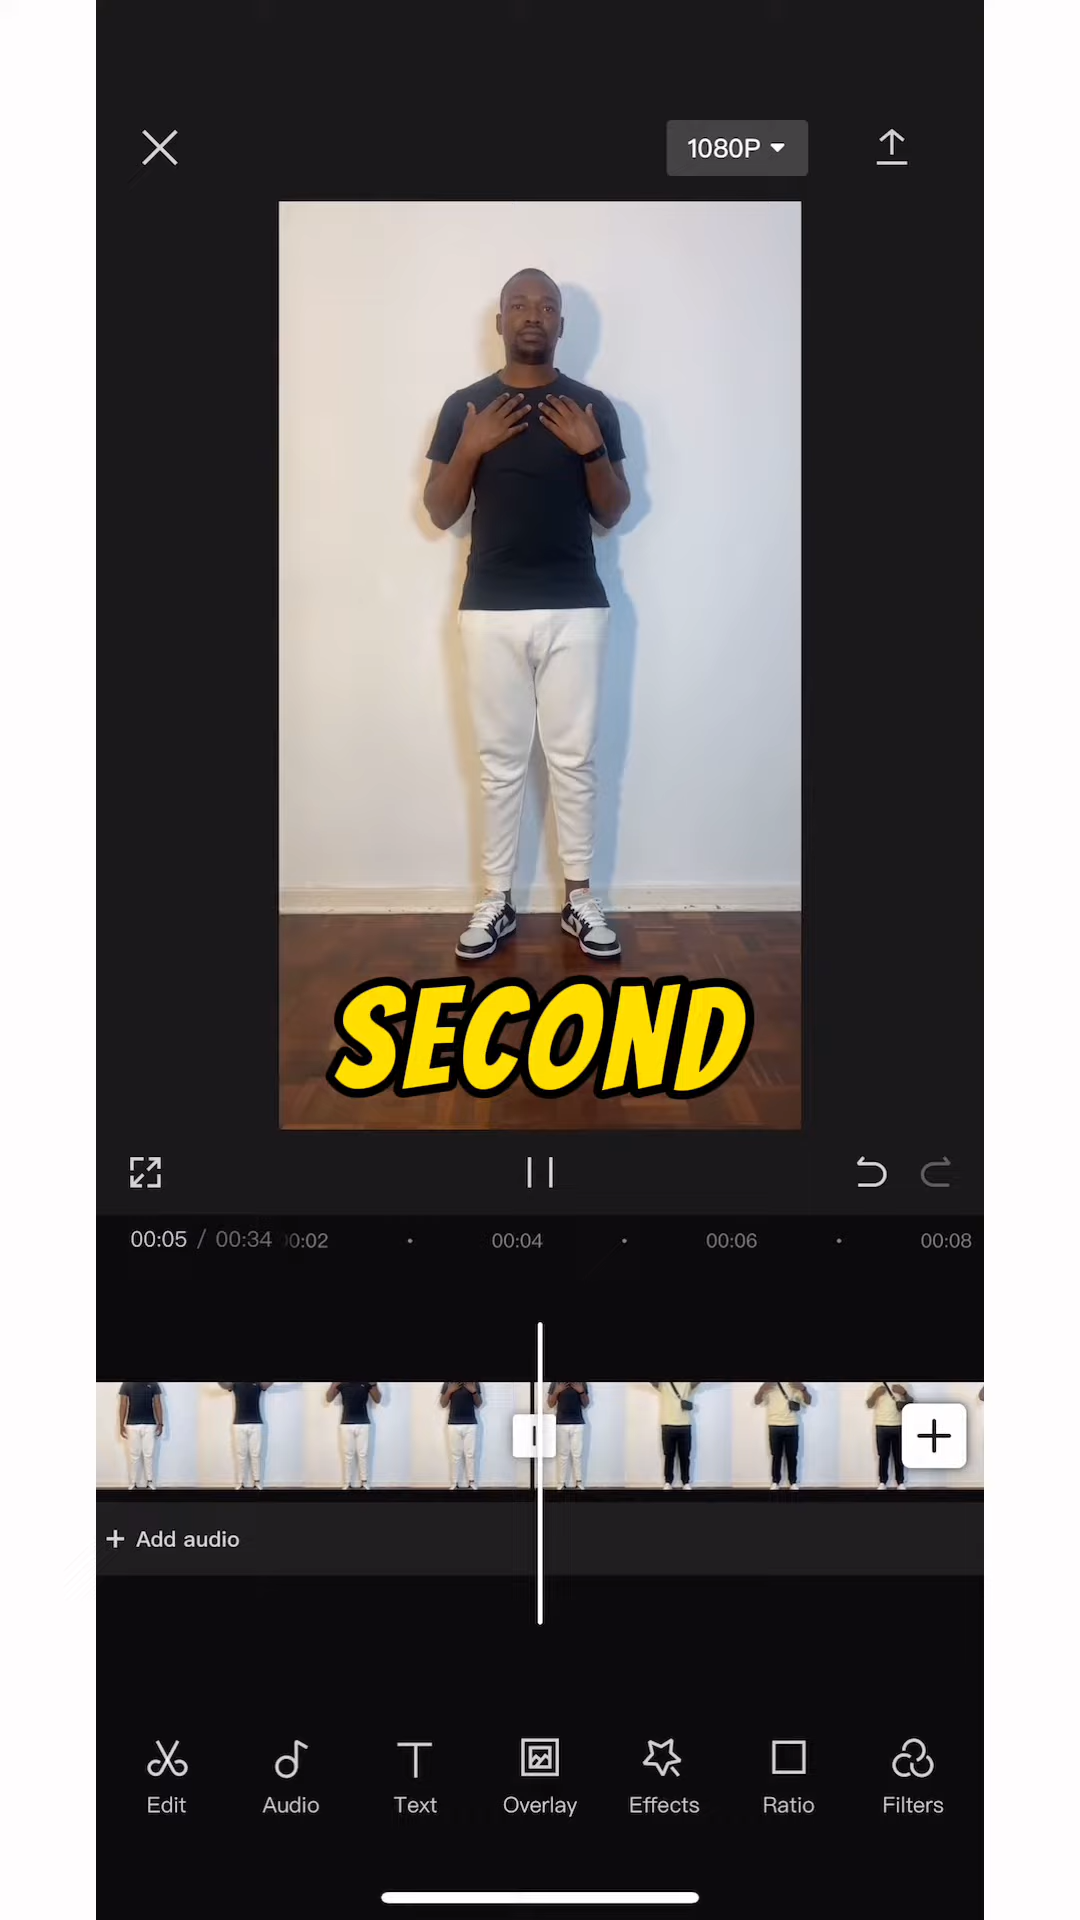 1080P
SECOND
00:05 / 00:34 0:02 00:04 00:06 00:08
+ Add audio
Edit Audio Text Overlay Effects Ratio Filters